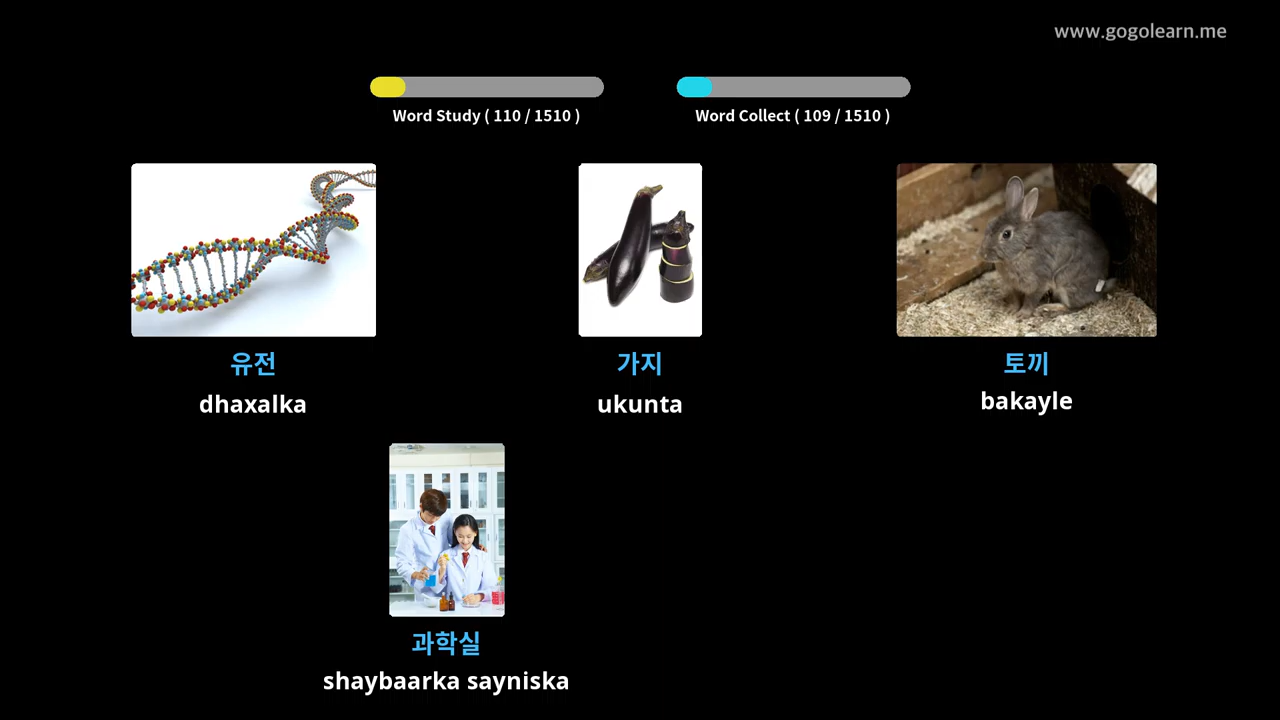 www.gogolearn.me
Word Study ( 110 / 1510 )
Word Collect ( 109 / 1510 )
유전
dhaxalka
가지
ukunta
토끼
bakayle
과학실
shaybaarka sayniska